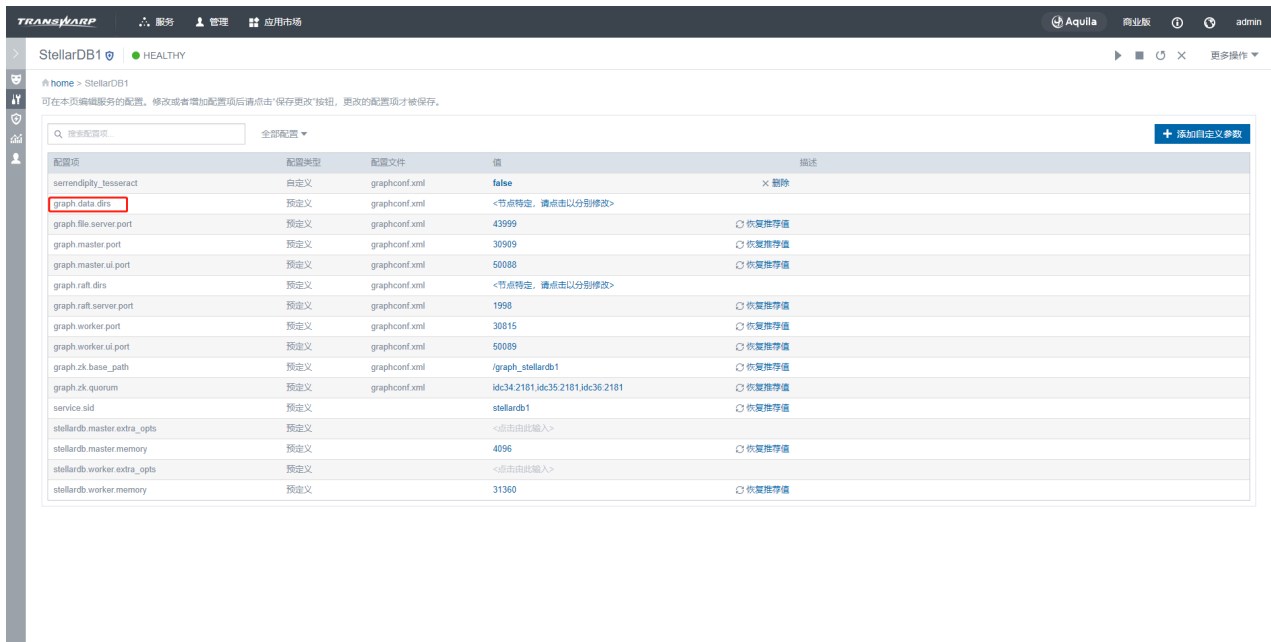 TRANSWARP 服务 管理 应用市场 Aquila 商业版 admin
StellarDB1 HEALTHY 更多操作
home > StellarDB1
可在本页编辑服务的配置。修改或者增加配置项后请点击“保存更改”按钮，更改的配置项才被保存。
搜索配置项... 全部配置 添加自定义参数
配置项 配置类型 配置文件 值 描述
serrendipity_tesseract 自定义 graphconf.xml false 删除
graph.data.dirs 预定义 graphconf.xml <节点特定，请点击以分别修改>
graph.file.server.port 预定义 graphconf.xml 43999 恢复推荐值
graph.master.port 预定义 graphconf.xml 30909 恢复推荐值
graph.master.ui.port 预定义 graphconf.xml 50088 恢复推荐值
graph.raft.dirs 预定义 graphconf.xml <节点特定，请点击以分别修改>
graph.raft.server.port 预定义 graphconf.xml 1998 恢复推荐值
graph.worker.port 预定义 graphconf.xml 30815 恢复推荐值
graph.worker.ui.port 预定义 graphconf.xml 50089 恢复推荐值
graph.zk.base_path 预定义 graphconf.xml /graph_stellardb1 恢复推荐值
graph.zk.quorum 预定义 graphconf.xml idc34:2181,idc35:2181,idc36:2181 恢复推荐值
service.sid 预定义 stellardb1 恢复推荐值
stellardb.master.extra_opts 预定义 <点击由此输入>
stellardb.master.memory 预定义 4096 恢复推荐值
stellardb.worker.extra_opts 预定义 <点击由此输入>
stellardb.worker.memory 预定义 31360 恢复推荐值